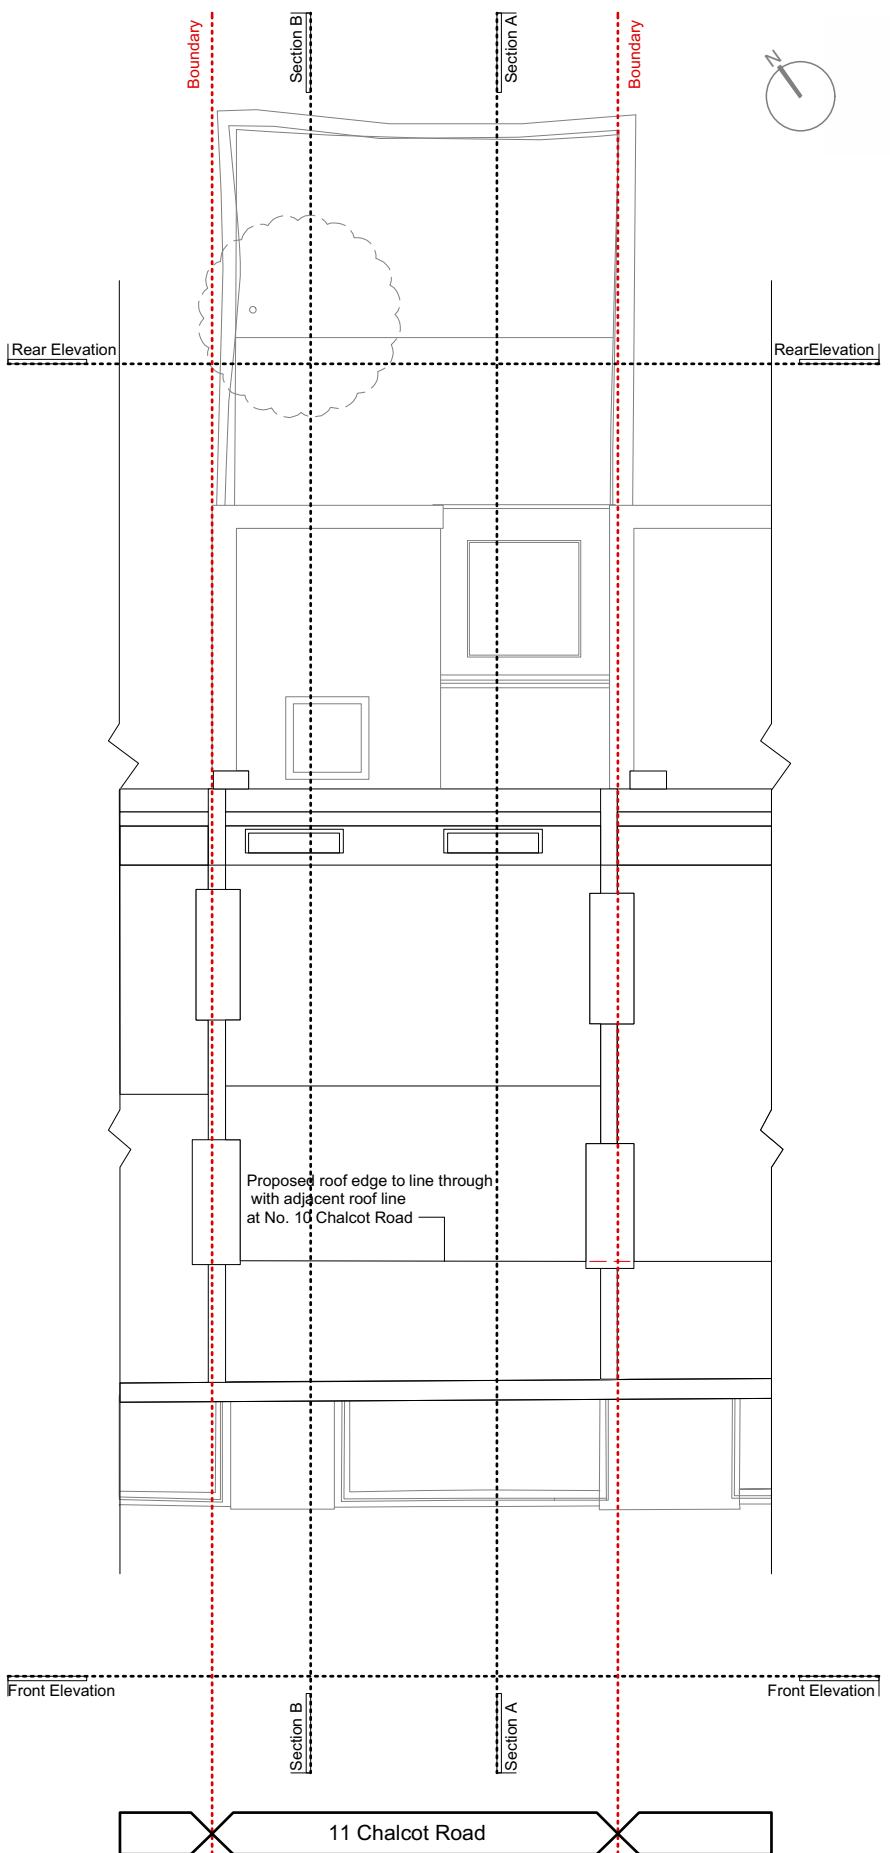 Boundary
Section B
Section A
Boundary
N
Rear Elevation
RearElevation
Proposed roof edge to line through
with adjacent roof line
at No. 10 Chalcot Road
Front Elevation
Front Elevation
Section B
Section A
11 Chalcot Road